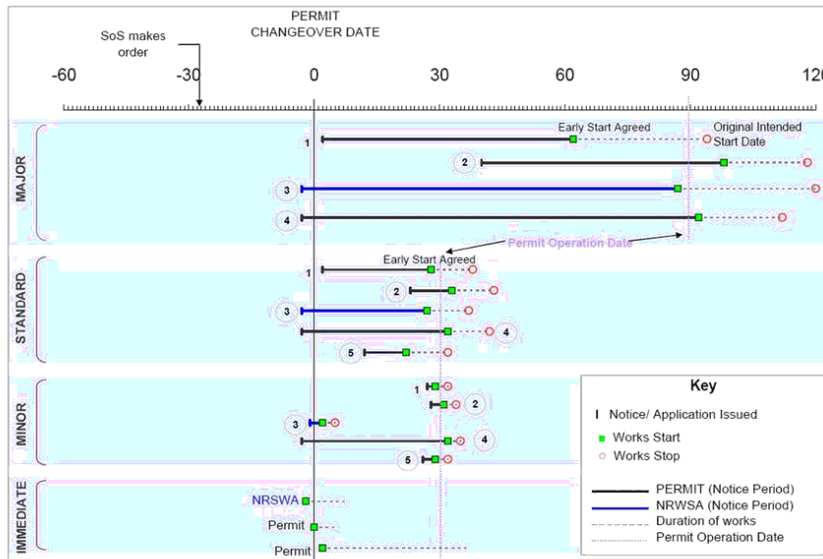 PERMIT
CHANGEOVER DATE
SoS makes
order
-60 -30 0 30 60 90 120
MAJOR
1 Early Start Agreed Original Intended
Start Date
2
3
4
Permit Operation Date
STANDARD
1 Early Start Agreed
2
3
4
5
MINOR
1
2
3
4
5
IMMEDIATE
NRSWA
Permit
Permit
Key
I Notice/ Application Issued
Works Start
Works Stop
PERMIT (Notice Period)
NRWSA (Notice Period)
Duration of works
Permit Operation Date